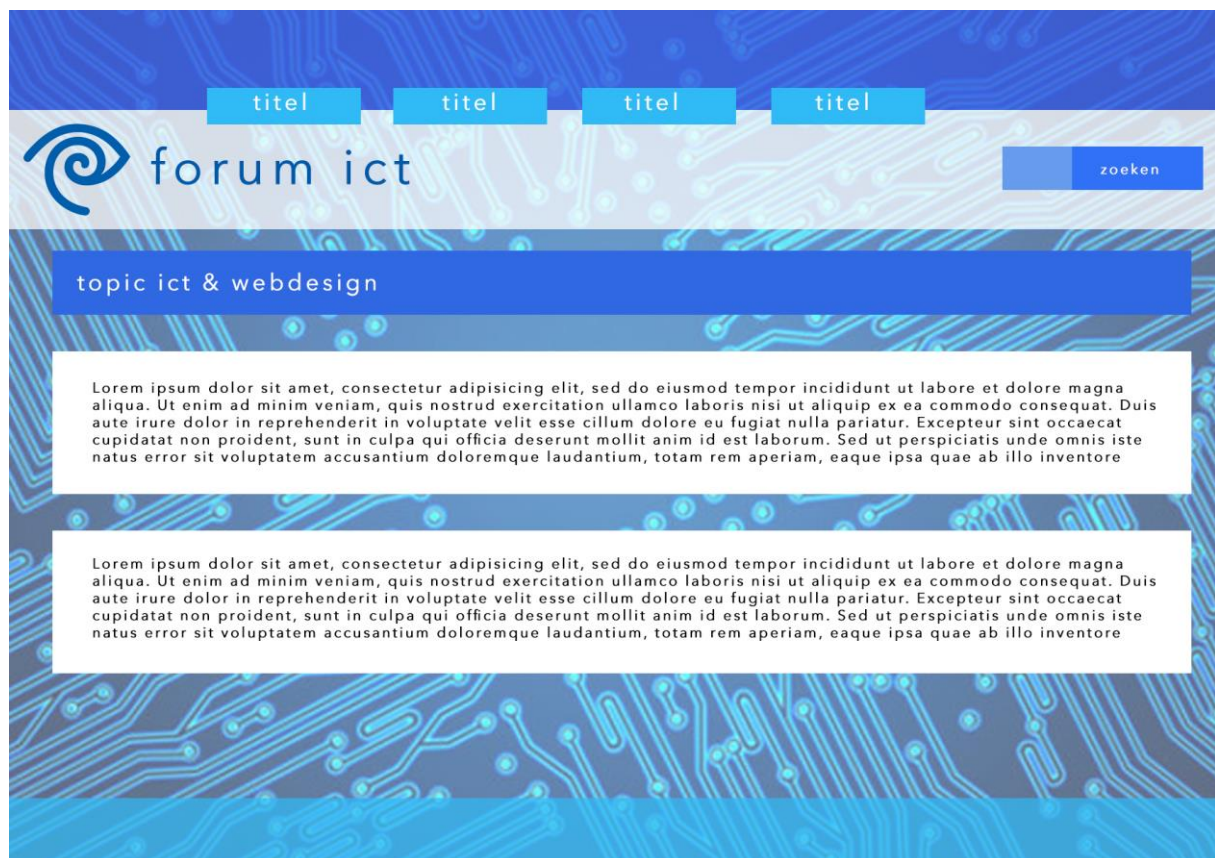 titel titel titel titel
forum ict
zoeken
topic ict & webdesign
Lorem ipsum dolor sit amet, consectetur adipisicing elit, sed do eiusmod tempor incididunt ut labore et dolore magna
aliqua. Ut enim ad minim veniam, quis nostrud exercitation ullamco laboris nisi ut aliquip ex ea commodo consequat. Duis
aute irure dolor in reprehenderit in voluptate velit esse cillum dolore eu fugiat nulla pariatur. Excepteur sint occaecat
cupidatat non proident, sunt in culpa qui officia deserunt mollit anim id est laborum. Sed ut perspiciatis unde omnis iste
natus error sit voluptatem accusantium doloremque laudantium, totam rem aperiam, eaque ipsa quae ab illo inventore
Lorem ipsum dolor sit amet, consectetur adipisicing elit, sed do eiusmod tempor incididunt ut labore et dolore magna
aliqua. Ut enim ad minim veniam, quis nostrud exercitation ullamco laboris nisi ut aliquip ex ea commodo consequat. Duis
aute irure dolor in reprehenderit in voluptate velit esse cillum dolore eu fugiat nulla pariatur. Excepteur sint occaecat
cupidatat non proident, sunt in culpa qui officia deserunt mollit anim id est laborum. Sed ut perspiciatis unde omnis iste
natus error sit voluptatem accusantium doloremque laudantium, totam rem aperiam, eaque ipsa quae ab illo inventore